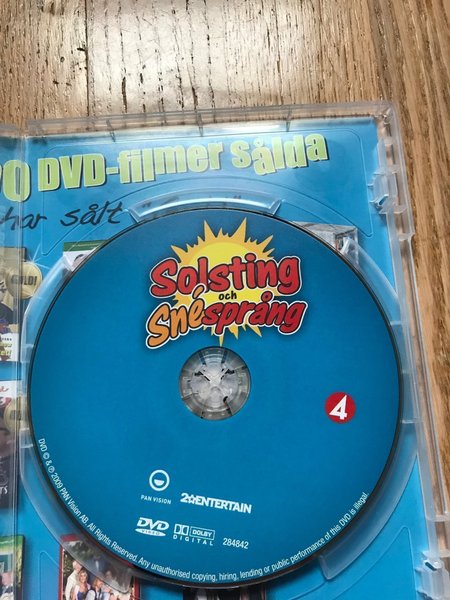 DVD-filmer sålda
har sålt
Solsting
och
Snésprång
4
PAN VISION
2ENTERTAIN
DVD
VIDEO
DOLBY
DIGITAL
284842
DVD © & ℗ 2009 PAN Vision AB. All Rights Reserved. Any unauthorised copying, hiring, lending or public performance of this DVD is illegal.